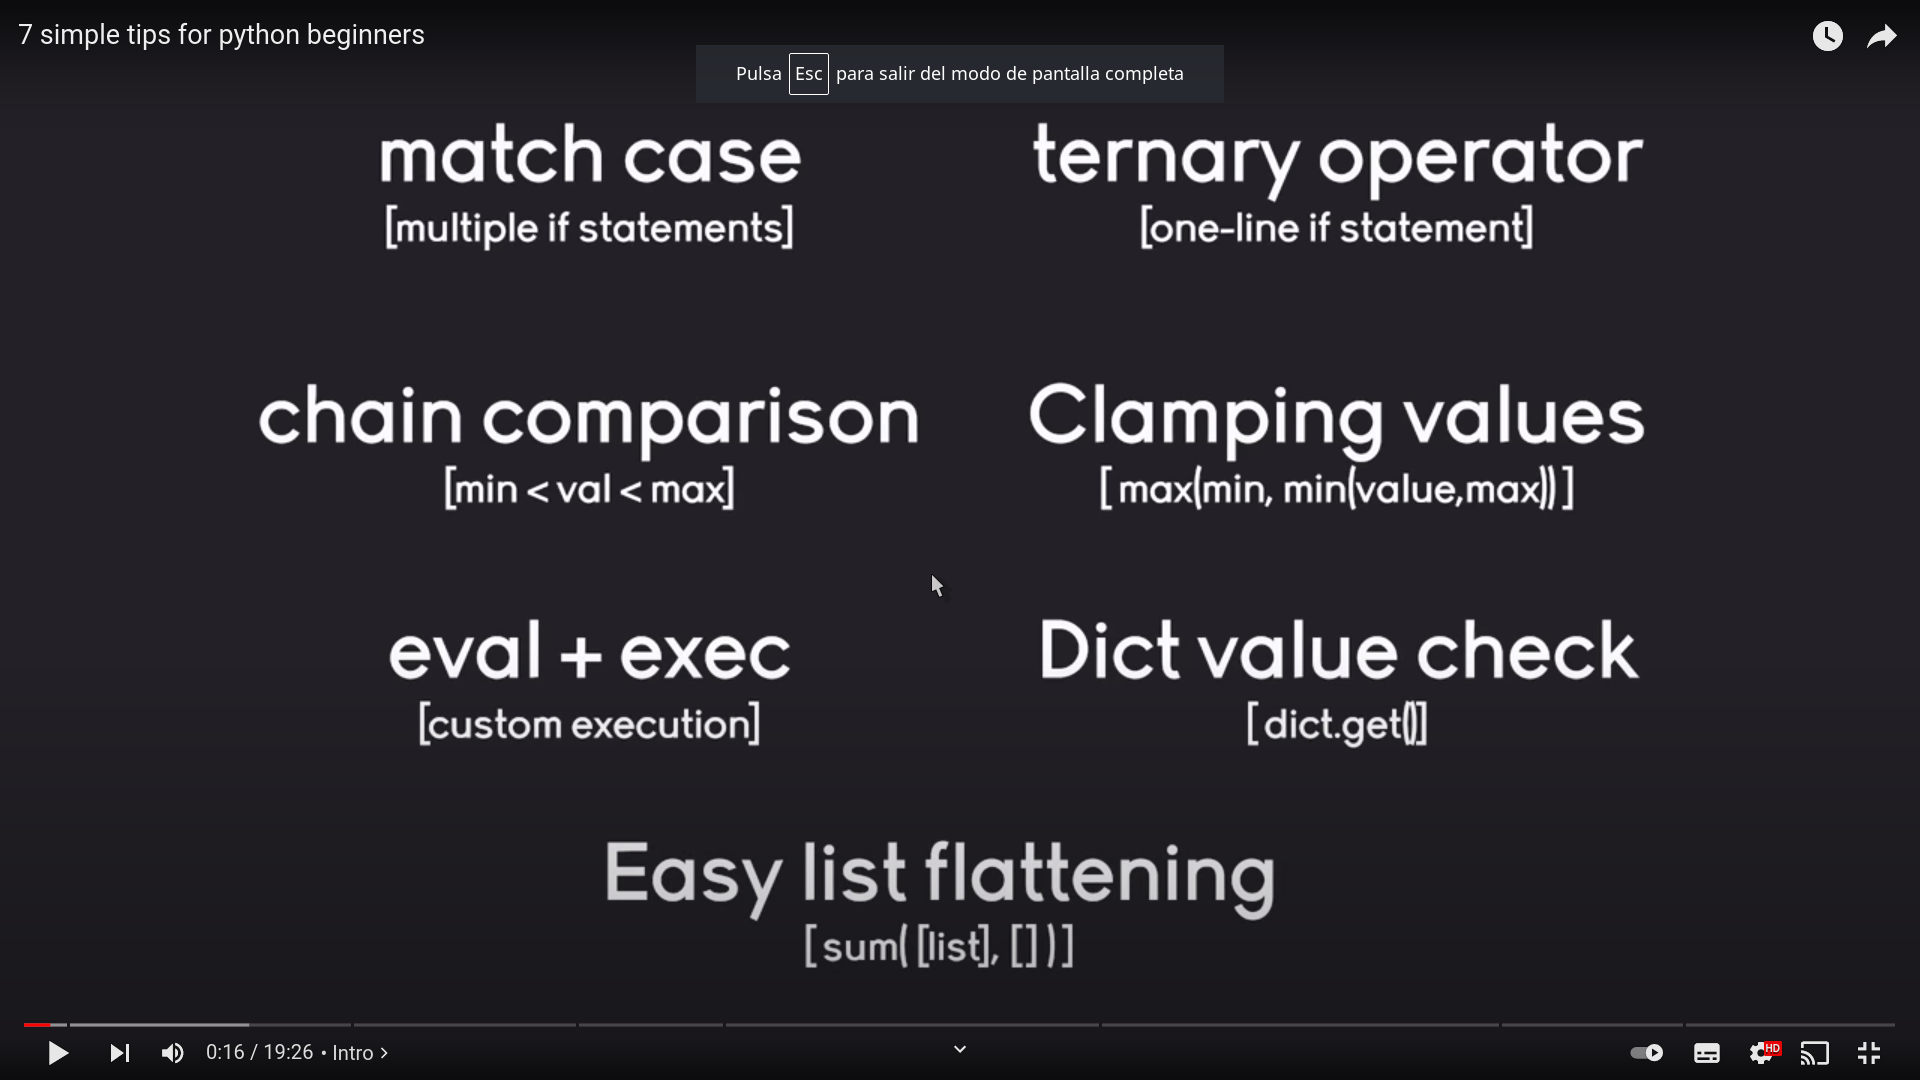 7 simple tips for python beginners
Pulsa Esc para salir del modo de pantalla completa
match case
[multiple if statements]
ternary operator
[one-line if statement]
chain comparison
[min < val < max]
Clamping values
[ max(min, min(value,max)) ]
eval + exec
[custom execution]
Dict value check
[ dict.get()]
Easy list flattening
[ sum( [list], [] ) ]
0:16 / 19:26 • Intro >
HD